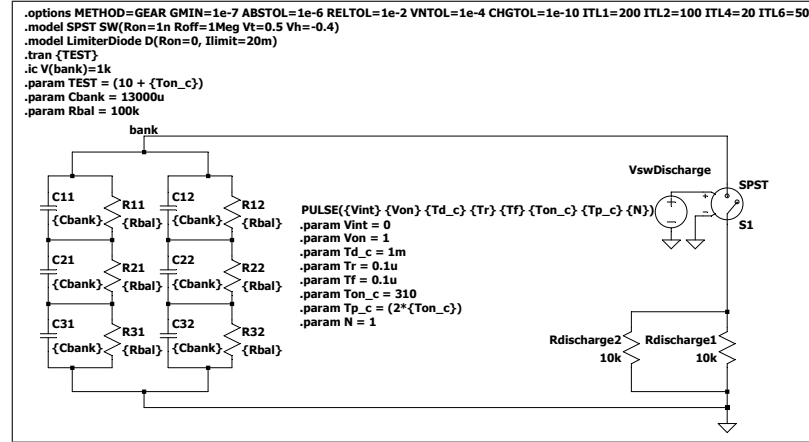 .options METHOD=GEAR GMIN=1e-7 ABSTOL=1e-6 RELTOL=1e-2 VNTOL=1e-4 CHGTOL=1e-10 ITL1=200 ITL2=100 ITL4=20 ITL6=50
.model SPST SW(Ron=1n Roff=1Meg Vt=0.5 Vh=-0.4)
.model LimiterDiode D(Ron=0, Ilimit=20m)
.tran {TEST}
.ic V(bank)=1k
.param TEST = (10 + {Ton_c})
.param Cbank = 13000u
.param Rbal = 100k
bank
VswDischarge
SPST
S1
C11
{Cbank}
R11
{Rbal}
C12
{Cbank}
R12
{Rbal}
PULSE({Vint} {Von} {Td_c} {Tr} {Tf} {Ton_c} {Tp_c} {N})
.param Vint = 0
.param Von = 1
.param Td_c = 1m
.param Tr = 0.1u
.param Tf = 0.1u
.param Ton_c = 310
.param Tp_c = (2*{Ton_c})
.param N = 1
C21
{Cbank}
R21
{Rbal}
C22
{Cbank}
R22
{Rbal}
C31
{Cbank}
R31
{Rbal}
C32
{Cbank}
R32
{Rbal}
Rdischarge2
10k
Rdischarge1
10k